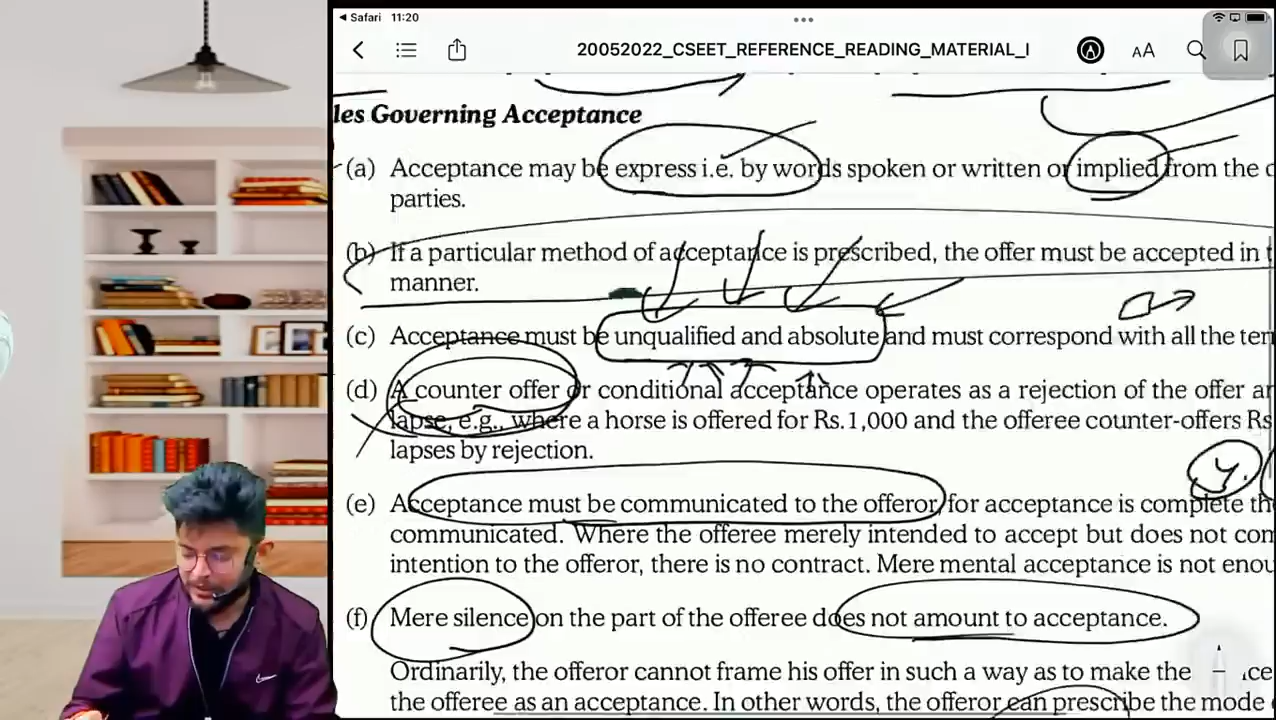 Safari 11:20
20052022_CSEET_REFERENCE_READING_MATERIAL_I
AA
les Governing Acceptance
(a) Acceptance may be express i.e. by words spoken or written or implied from the
parties.
(b) If a particular method of acceptance is prescribed, the offer must be accepted in
manner.
(c) Acceptance must be unqualified and absolute and must correspond with all the
(d) A counter offer or conditional acceptance operates as a rejection of the offer
lapse, e.g., where a horse is offered for Rs.1,000 and the offeree counter-offers Rs
lapses by rejection.
(e) Acceptance must be communicated to the offeror, for acceptance is complete
communicated. Where the offeree merely intended to accept but does not
intention to the offeror, there is no contract. Mere mental acceptance is not
(f) Mere silence on the part of the offeree does not amount to acceptance.
Ordinarily, the offeror cannot frame his offer in such a way as to make the
the offeree as an acceptance. In other words, the offeror can prescribe the mode